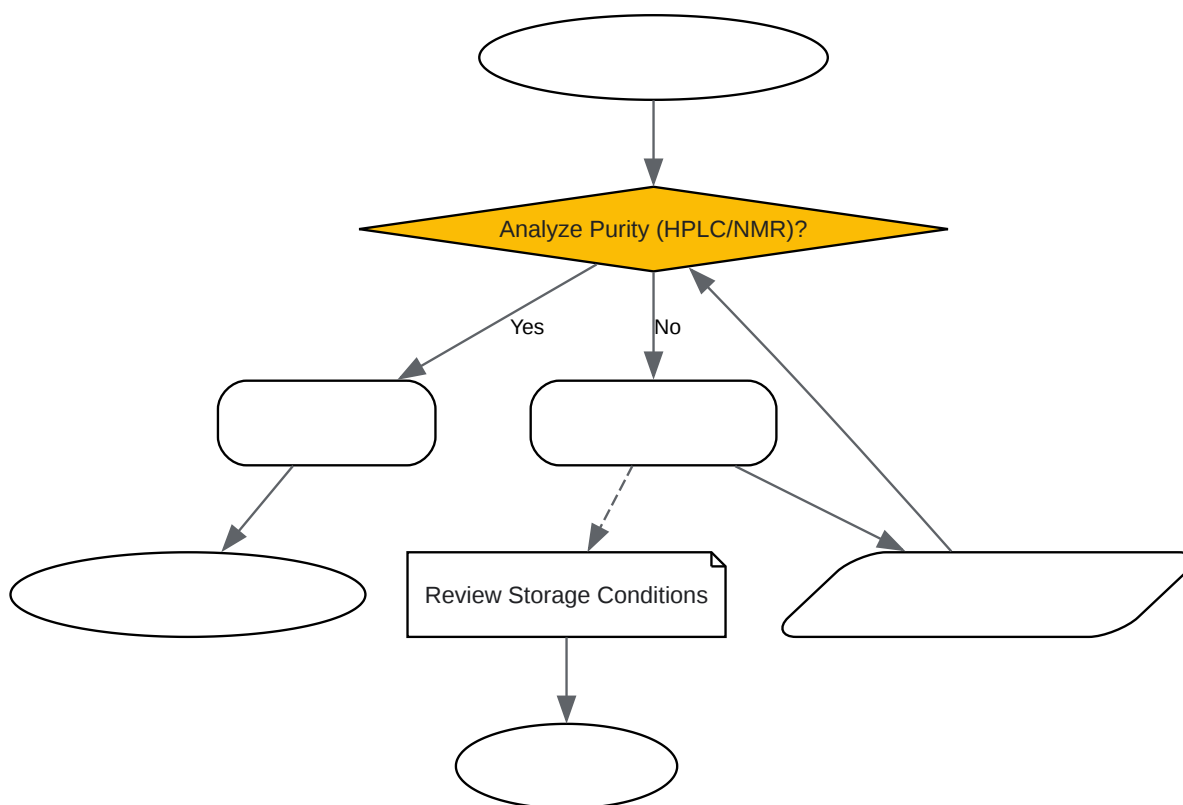 Analyze Purity (HPLC/NMR)?
Yes
No
Review Storage Conditions